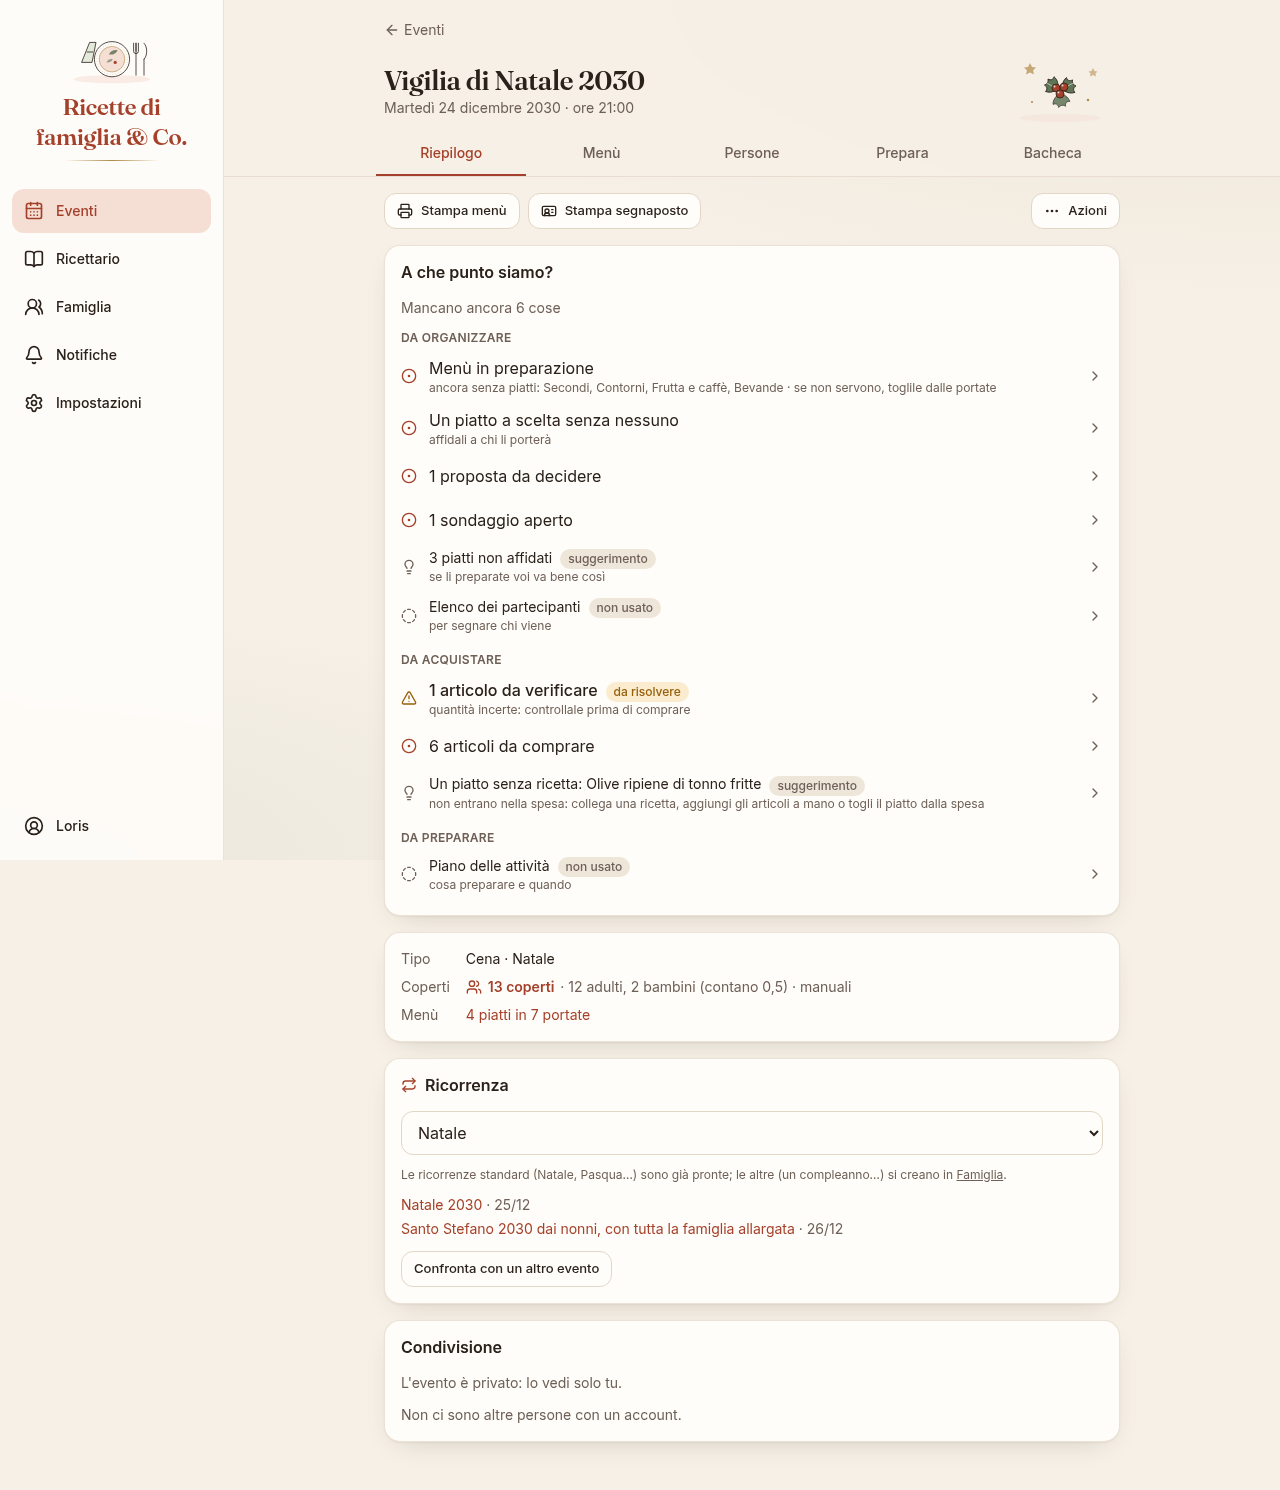 Ricette di
famiglia & Co.
Eventi
Ricettario
Famiglia
Notifiche
Impostazioni
Loris
Eventi
Vigilia di Natale 2030
Martedì 24 dicembre 2030 · ore 21:00
Riepilogo
Menù
Persone
Prepara
Bacheca
Stampa menù
Stampa segnaposto
Azioni
A che punto siamo?
Mancano ancora 6 cose
DA ORGANIZZARE
Menù in preparazione
ancora senza piatti: Secondi, Contorni, Frutta e caffè, Bevande · se non servono, toglile dalle portate
Un piatto a scelta senza nessuno
affidali a chi li porterà
1 proposta da decidere
1 sondaggio aperto
3 piatti non affidati suggerimento
se li preparate voi va bene così
Elenco dei partecipanti non usato
per segnare chi viene
DA ACQUISTARE
1 articolo da verificare da risolvere
quantità incerte: controllale prima di comprare
6 articoli da comprare
Un piatto senza ricetta: Olive ripiene di tonno fritte suggerimento
non entrano nella spesa: collega una ricetta, aggiungi gli articoli a mano o togli il piatto dalla spesa
DA PREPARARE
Piano delle attività non usato
cosa preparare e quando
Tipo Cena · Natale
Coperti 13 coperti · 12 adulti, 2 bambini (contano 0,5) · manuali
Menù 4 piatti in 7 portate
Ricorrenza
Natale
Le ricorrenze standard (Natale, Pasqua…) sono già pronte; le altre (un compleanno…) si creano in Famiglia.
Natale 2030 · 25/12
Santo Stefano 2030 dai nonni, con tutta la famiglia allargata · 26/12
Confronta con un altro evento
Condivisione
L'evento è privato: lo vedi solo tu.
Non ci sono altre persone con un account.